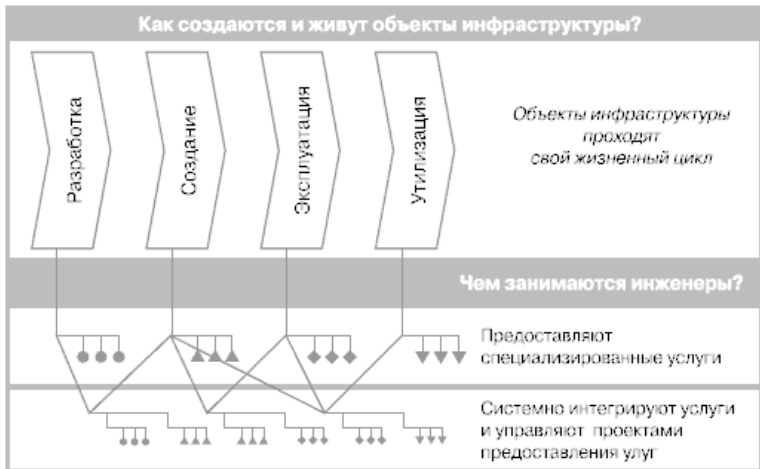 Как создаются и живут объекты инфраструктуры?
Разработка
Создание
Эксплуатация
Утилизация
Объекты инфраструктуры
проходят
свой жизненный цикл
Чем занимаются инженеры?
Предоставляют
специализированные услуги
Системно интегрируют услуги
и управляют проектами
предоставления улуг